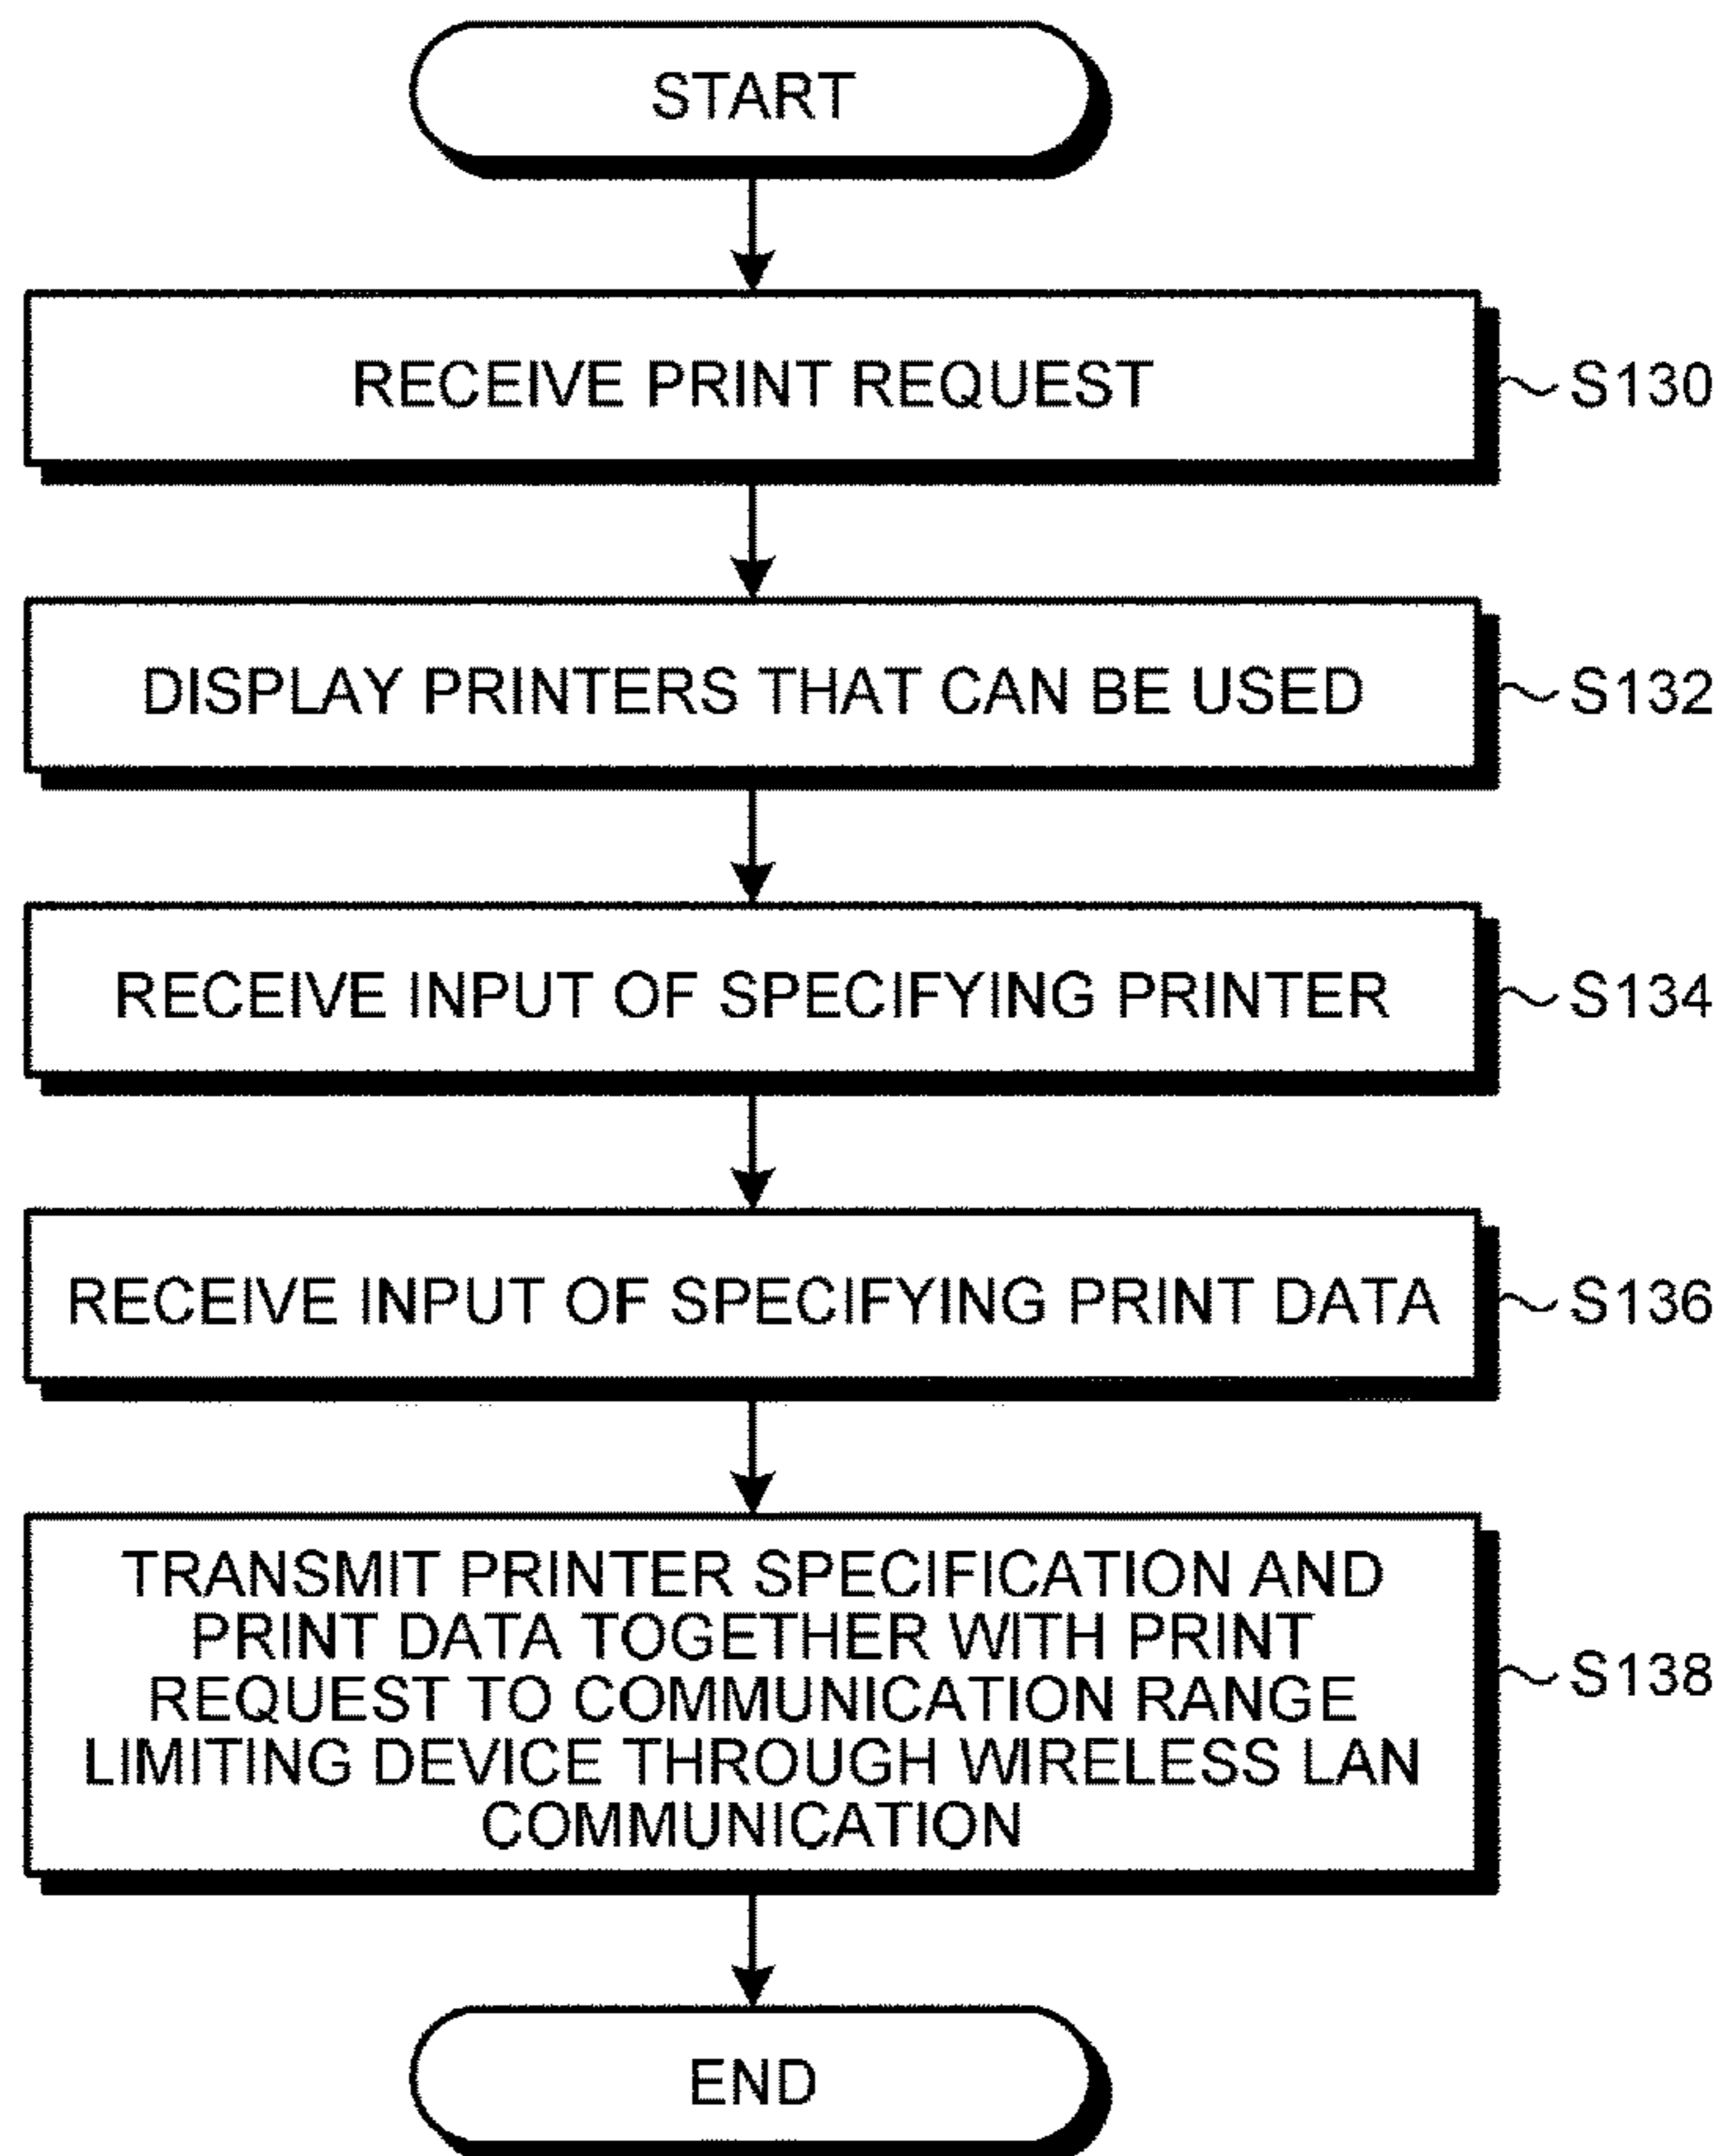 START
RECEIVE PRINT REQUEST
S130
DISPLAY PRINTERS THAT CAN BE USED
S132
RECEIVE INPUT OF SPECIFYING PRINTER
S134
RECEIVE INPUT OF SPECIFYING PRINT DATA
S136
TRANSMIT PRINTER SPECIFICATION AND
PRINT DATA TOGETHER WITH PRINT
REQUEST TO COMMUNICATION RANGE
LIMITING DEVICE THROUGH WIRELESS LAN
COMMUNICATION
S138
END